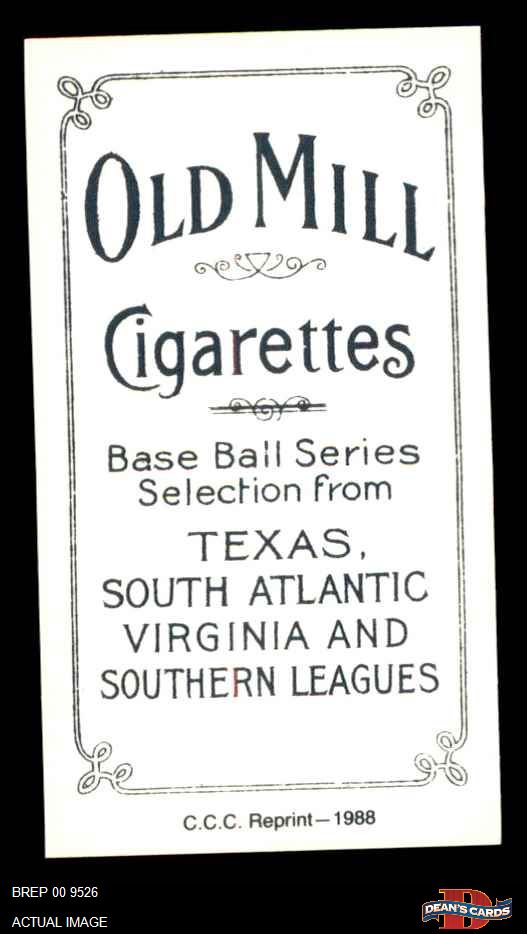 OLD MILL
Cigarettes
Base Ball Series
Selection from
TEXAS,
SOUTH ATLANTIC
VIRGINIA AND
SOUTHERN LEAGUES
C.C.C. Reprint—1988
BREP 00 9526
ACTUAL IMAGE
D
DEAN'S CARDS